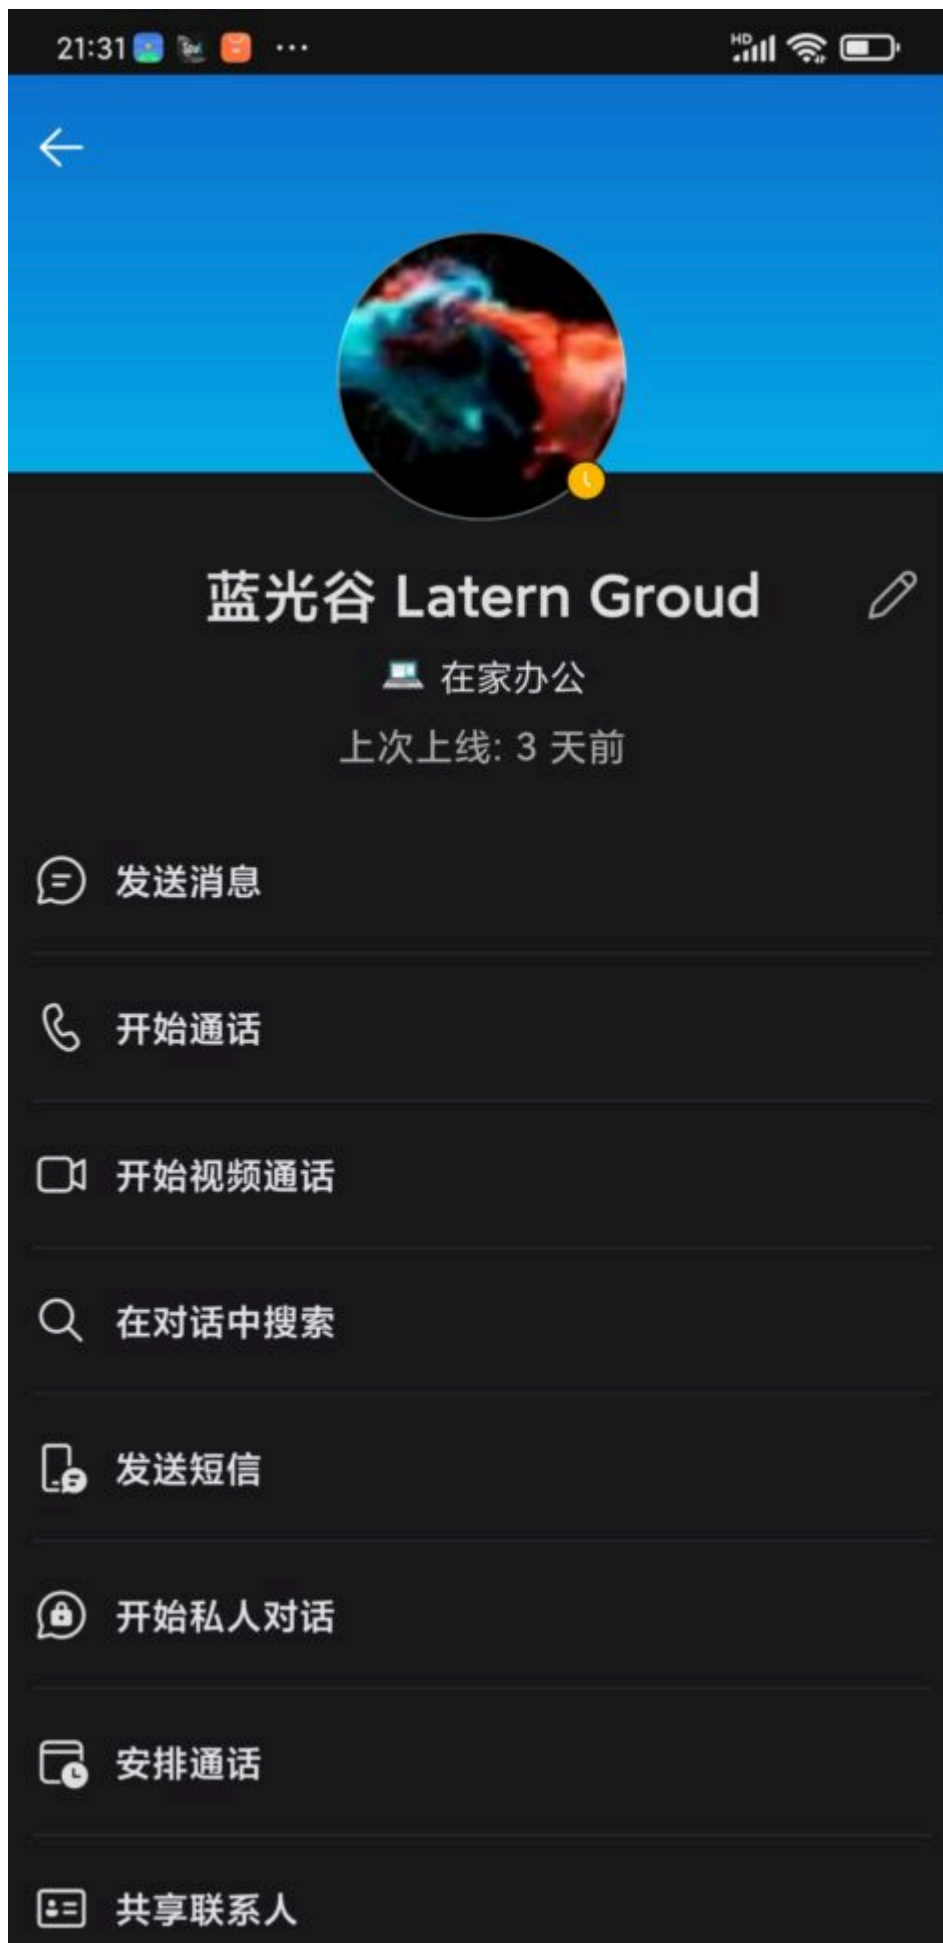 21:31
HD
蓝光谷 Latern Groud
在家办公
上次上线: 3 天前
发送消息
开始通话
开始视频通话
在对话中搜索
发送短信
开始私人对话
安排通话
共享联系人